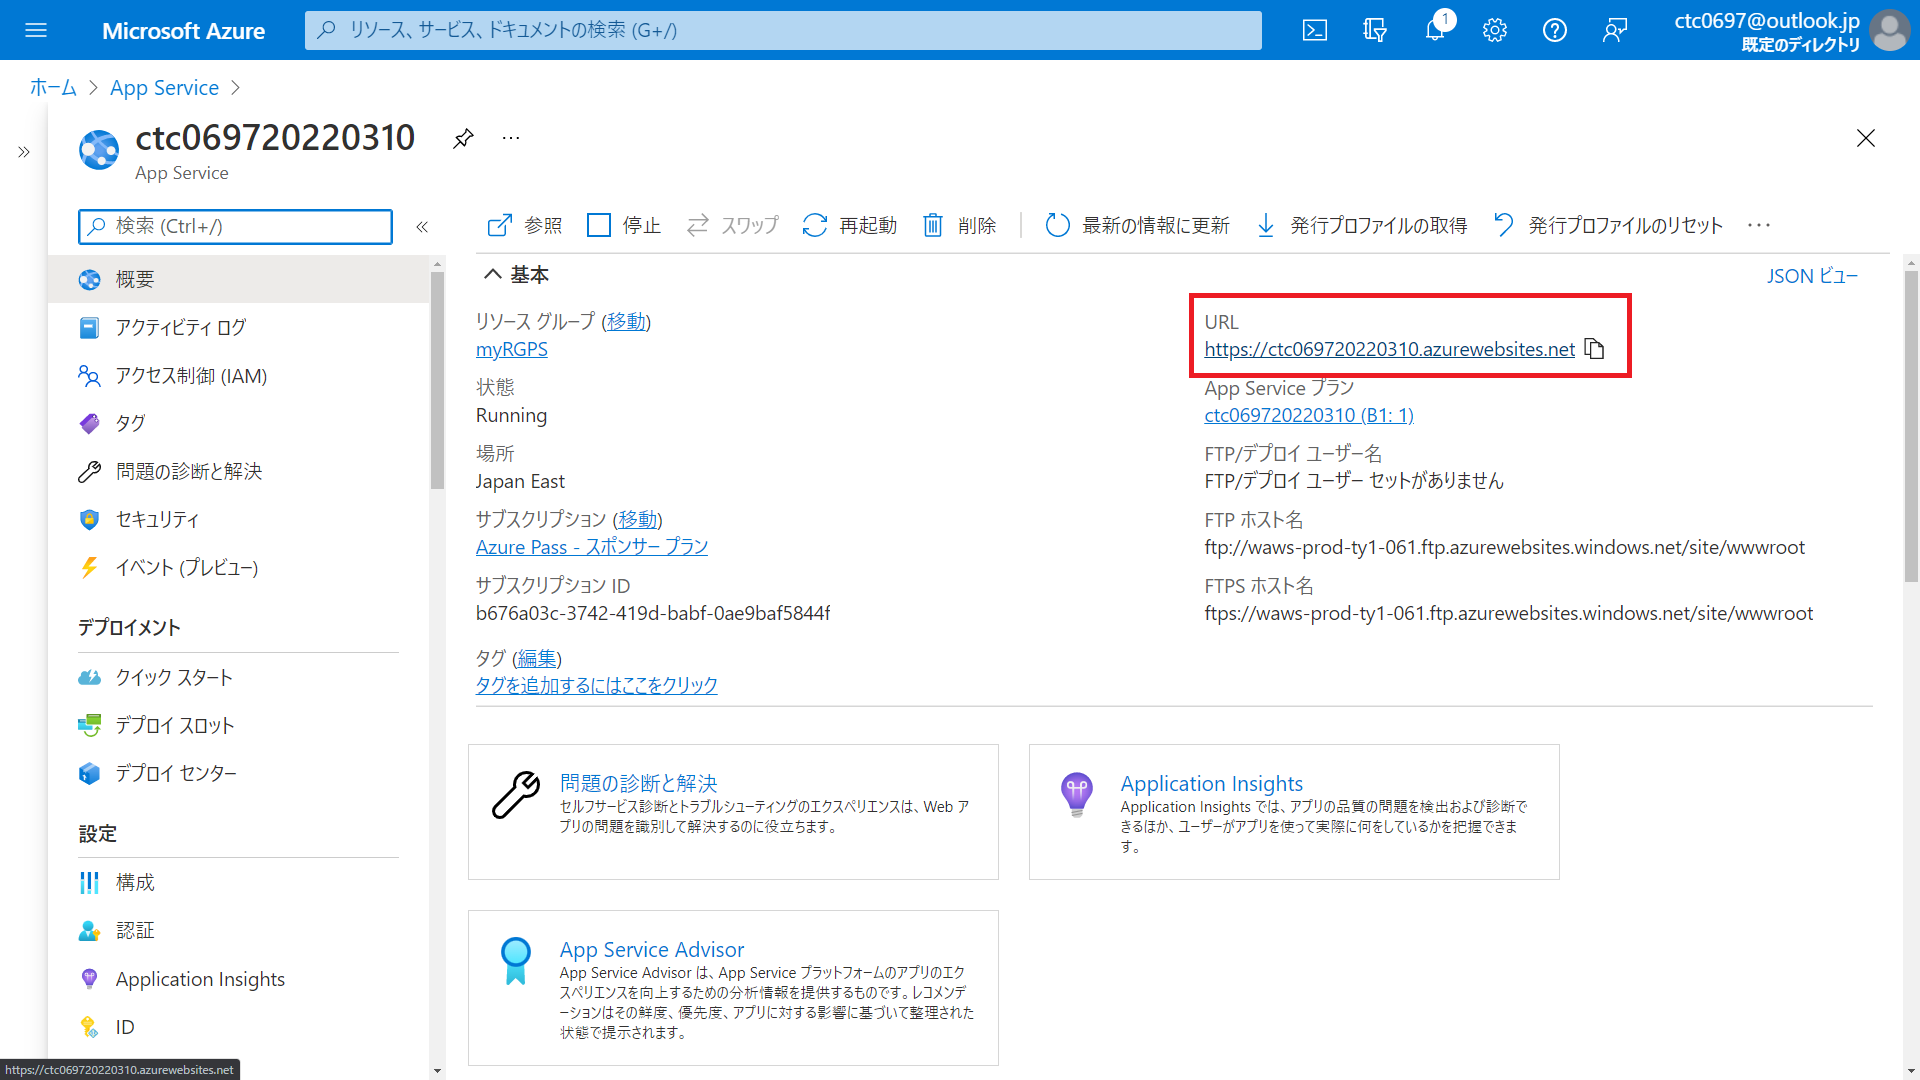 Microsoft Azure
リソース、サービス、ドキュメントの検索 (G+/)
1
ctc0697@outlook.jp
既定のディレクトリ
ホーム > App Service >
ctc069720220310
App Service
検索 (Ctrl+/)
参照 停止 スワップ 再起動 削除 最新の情報に更新 発行プロファイルの取得 発行プロファイルのリセット
概要
アクティビティ ログ
アクセス制御 (IAM)
タグ
問題の診断と解決
セキュリティ
イベント (プレビュー)
デプロイメント
クイック スタート
デプロイ スロット
デプロイ センター
設定
構成
認証
Application Insights
ID
基本
JSON ビュー
リソース グループ (移動)
myRGPS
状態
Running
場所
Japan East
サブスクリプション (移動)
Azure Pass - スポンサー プラン
サブスクリプション ID
b676a03c-3742-419d-babf-0ae9baf5844f
タグ (編集)
タグを追加するにはここをクリック
URL
https://ctc069720220310.azurewebsites.net
App Service プラン
ctc069720220310 (B1: 1)
FTP/デプロイ ユーザー名
FTP/デプロイ ユーザー セットがありません
FTP ホスト名
ftp://waws-prod-ty1-061.ftp.azurewebsites.windows.net/site/wwwroot
FTPS ホスト名
ftps://waws-prod-ty1-061.ftp.azurewebsites.windows.net/site/wwwroot
問題の診断と解決
セルフサービス診断とトラブルシューティングのエクスペリエンスは、Web ア
プリの問題を識別して解決するのに役立ちます。
Application Insights
Application Insights では、アプリの品質の問題を検出および診断で
きるほか、ユーザーがアプリを使って実際に何をしているかを把握できま
す。
App Service Advisor
App Service Advisor は、App Service プラットフォームのアプリのエク
スペリエンスを向上するための分析情報を提供するものです。レコメンデ
ーションはその鮮度、優先度、アプリに対する影響に基づいて整理された
状態で提示されます。
https://ctc069720220310.azurewebsites.net